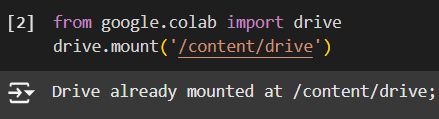 [2] from google.colab import drive
drive.mount('/content/drive')
Drive already mounted at /content/drive;